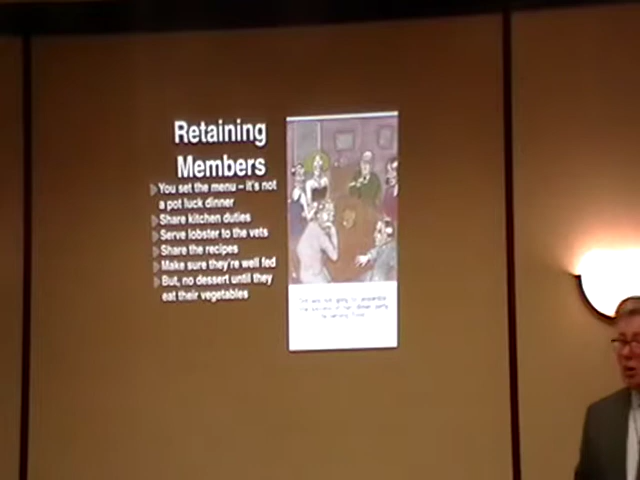 Retaining
Members
You set the menu – it's not
a pot luck dinner
Share kitchen duties
Serve lobster to the vets
Share the recipes
Make sure they're well fed
But, no dessert until they
eat their vegetables